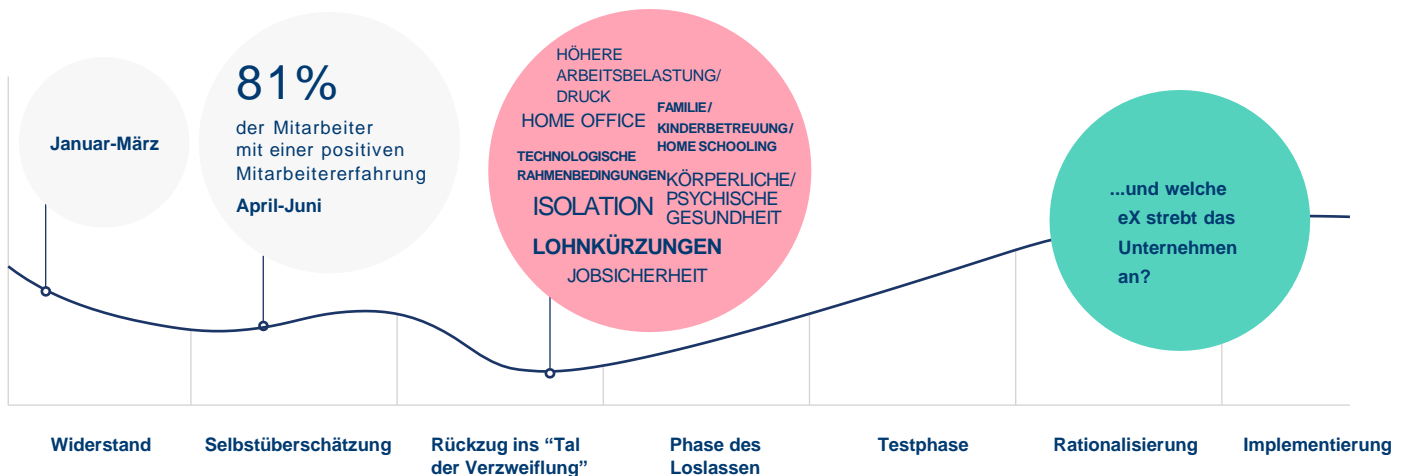 Januar-März
81%
der Mitarbeiter
mit einer positiven
Mitarbeitererfahrung
April-Juni
HÖHERE
ARBEITSBELASTUNG/
DRUCK
HOME OFFICE
FAMILIE/
KINDERBETREUUNG/
HOME SCHOOLING
TECHNOLOGISCHE
RAHMENBEDINGUNGEN
KÖRPERLICHE/
PSYCHISCHE
GESUNDHEIT
ISOLATION
LOHNKÜRZUNGEN
JOBSICHERHEIT
...und welche
eX strebt das
Unternehmen
an?
Widerstand
Selbstüberschätzung
Rückzug ins “Tal
der Verzweiflung”
Phase des
Loslassen
Testphase
Rationalisierung
Implementierung